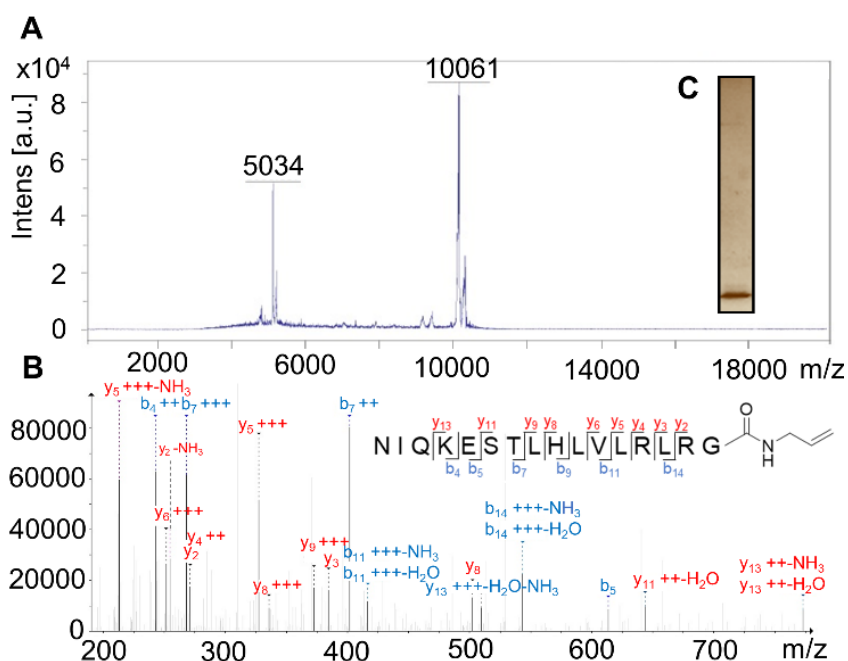 A
x10⁴
10061
C
8
5034
6
4
2
0
Intens [a.u.]
2000
6000
10000
14000
18000
m/z
B
y₅ +++-NH₃
b₄ ++
b₇ +++
b₇ ++
80000
y₂ -NH₃
y₅ +++
y₁₃ y₁₁ y₉ y₈ y₆ y₅ y₄ y₃ y₂
NIQKESTLHLVLRLRG
O
N
H
b₄ b₅ b₇ b₉ b₁₁ b₁₄
60000
y₆ +++
b₁₄ +++-NH₃
b₁₄ +++-H₂O
40000
y₄ ++
y₂
y₉ +++
y₃
b₁₁ +++-NH₃
b₁₁ +++-H₂O
y₈
y₁₃ ++-NH₃
y₁₃ ++-H₂O
20000
y₈ +++
y₁₃ +++-H₂O-NH₃
b₅
y₁₁ ++-H₂O
0
200
300
400
500
600
700
m/z